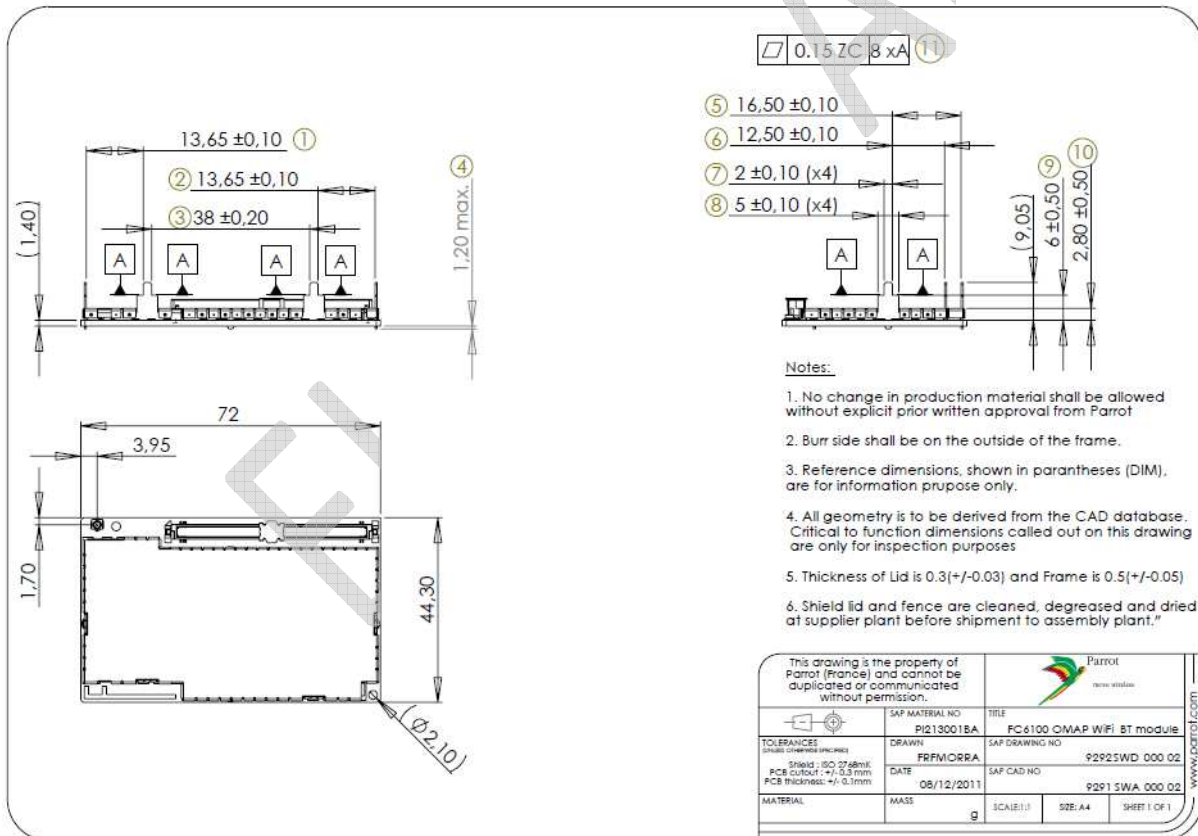 0.15 ZC 8 xA 11
5 16,50 ±0,10
6 12,50 ±0,10
7 2 ±0,10 (x4)
8 5 ±0,10 (x4)
9 6 ±0,50
10 2,80 ±0,50
(9,05)
A A
13,65 ±0,10 1
2 13,65 ±0,10
3 38 ±0,20
4 1,20 max.
(1,40)
A A A A
72
3,95
1,70
44,30
(Ø2,10)
Notes:
1. No change in production material shall be allowed
without explicit prior written approval from Parrot
2. Burr side shall be on the outside of the frame.
3. Reference dimensions, shown in parantheses (DIM),
are for information prupose only.
4. All geometry is to be derived from the CAD database.
Critical to function dimensions called out on this drawing
are only for inspection purposes
5. Thickness of Lid is 0.3(+/-0.03) and Frame is 0.5(+/-0.05)
6. Shield lid and fence are cleaned, degreased and dried
at supplier plant before shipment to assembly plant."
This drawing is the property of
Parrot (France) and cannot be
duplicated or communicated
without permission.
Parrot
SAP MATERIAL NO
PI213001BA
TITLE
FC6100 OMAP WiFi BT module
TOLERANCES
(UNLESS OTHERWISE SPECIFIED)
Shield : ISO 2768mK
PCB cutout : +/- 0.3 mm
PCB thickness: +/- 0.1mm
DRAWN
FRFMORRA
SAP DRAWING NO
9292SWD 000 02
DATE
08/12/2011
SAP CAD NO
9291 SWA 000 02
MATERIAL
MASS
g
SCALE:1:1
SIZE: A4
SHEET 1 OF 1
www.parrot.com